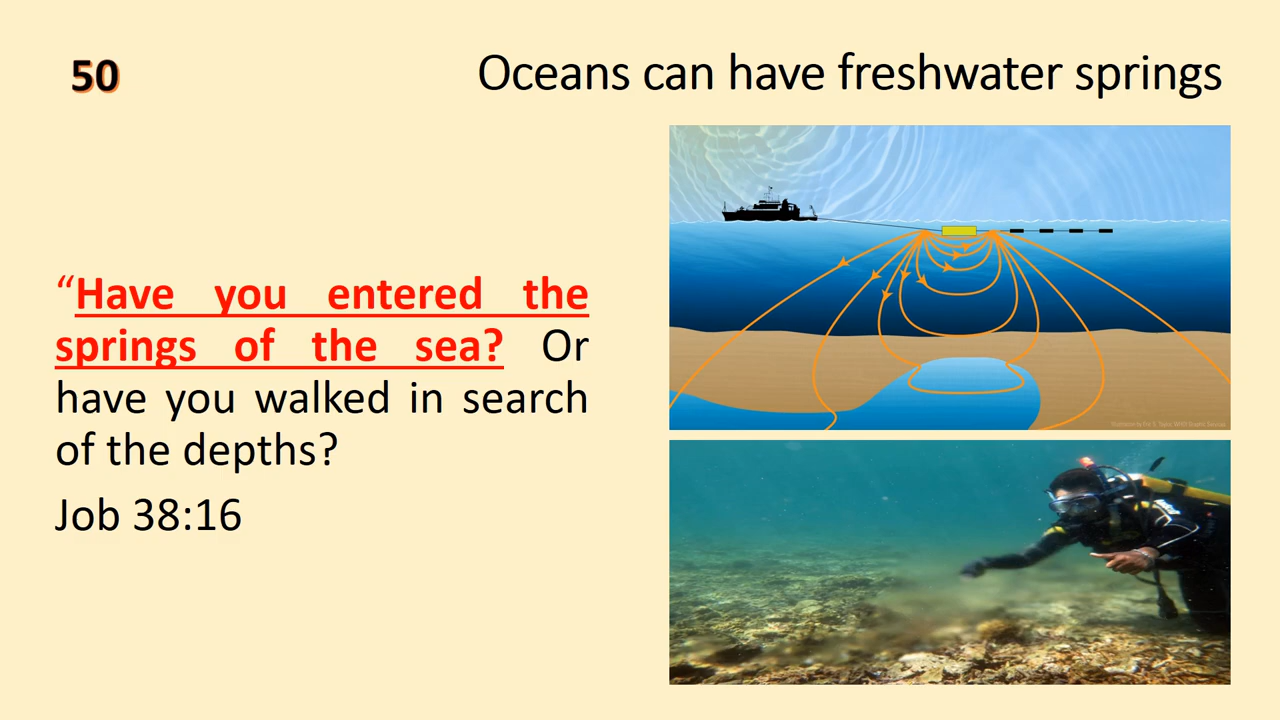 50
Oceans can have freshwater springs
“Have you entered the
springs of the sea? Or
have you walked in search
of the depths?
Job 38:16